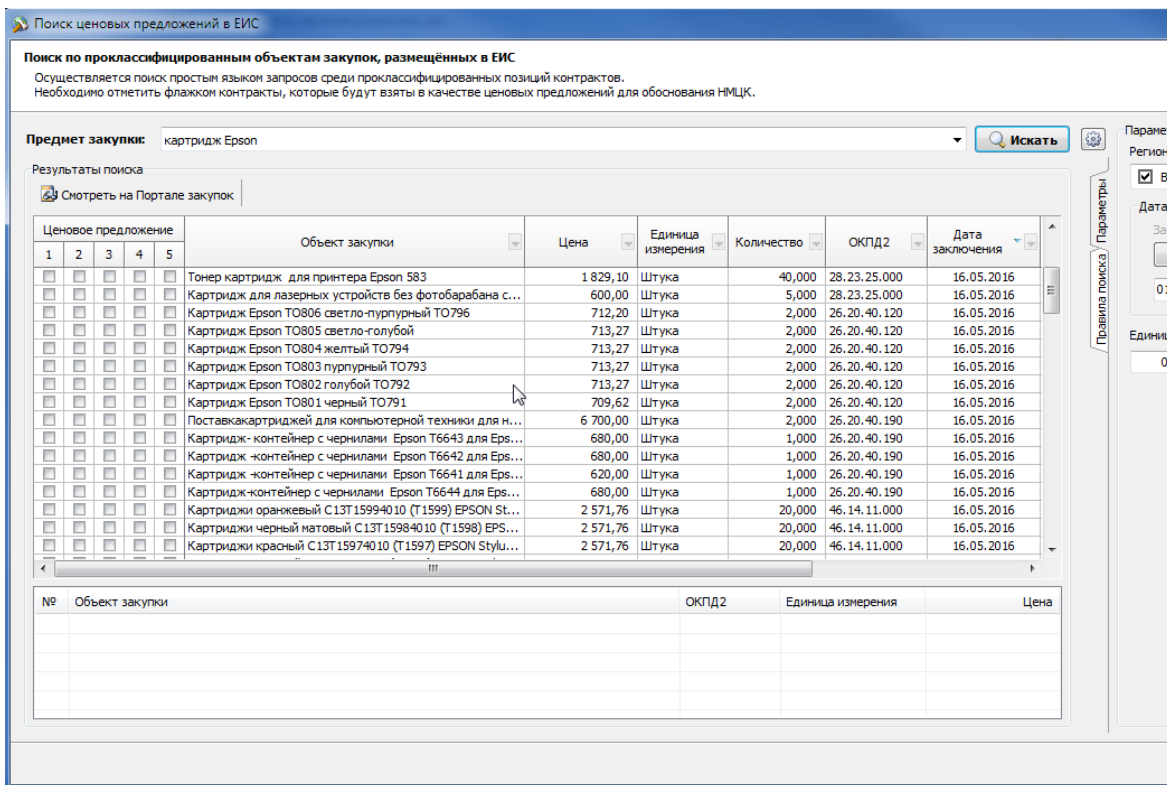 Поиск ценовых предложений в ЕИС
Поиск по проклассифицированным объектам закупок, размещённых в ЕИС
Осуществляется поиск простым языком запросов среди проклассифицированных позиций контрактов.
Необходимо отметить флажком контракты, которые будут взяты в качестве ценовых предложений для обоснования НМЦК.
Предмет закупки: картридж Epson Искать
Результаты поиска
Смотреть на Портале закупок
Ценовое предложение Объект закупки Цена Единица измерения Количество ОКПД2 Дата заключения
1 2 3 4 5
Тонер картридж для принтера Epson 583 1 829,10 Штука 40,000 28.23.25.000 16.05.2016
Картридж для лазерных устройств без фотобарабана с... 600,00 Штука 5,000 28.23.25.000 16.05.2016
Картридж Epson TO806 светло-пурпурный TO796 712,20 Штука 2,000 26.20.40.120 16.05.2016
Картридж Epson TO805 светло-голубой 713,27 Штука 2,000 26.20.40.120 16.05.2016
Картридж Epson TO804 желтый TO794 713,27 Штука 2,000 26.20.40.120 16.05.2016
Картридж Epson TO803 пурпурный TO793 713,27 Штука 2,000 26.20.40.120 16.05.2016
Картридж Epson TO802 голубой TO792 713,27 Штука 2,000 26.20.40.120 16.05.2016
Картридж Epson TO801 черный TO791 709,62 Штука 2,000 26.20.40.120 16.05.2016
Поставкакартриджей для компьютерной техники для н... 6 700,00 Штука 2,000 26.20.40.190 16.05.2016
Картридж- контейнер с чернилами Epson T6643 для Eps... 680,00 Штука 1,000 26.20.40.190 16.05.2016
Картридж -контейнер с чернилами Epson T6642 для Eps... 680,00 Штука 1,000 26.20.40.190 16.05.2016
Картридж -контейнер с чернилами Epson T6641 для Eps... 620,00 Штука 1,000 26.20.40.190 16.05.2016
Картридж-контейнер с чернилами Epson T6644 для Eps... 680,00 Штука 1,000 26.20.40.190 16.05.2016
Картриджи оранжевый C13T15994010 (T1599) EPSON St... 2 571,76 Штука 20,000 46.14.11.000 16.05.2016
Картриджи черный матовый C13T15984010 (T1598) EPS... 2 571,76 Штука 20,000 46.14.11.000 16.05.2016
Картриджи красный C13T15974010 (T1597) EPSON Stylu... 2 571,76 Штука 20,000 46.14.11.000 16.05.2016
№ Объект закупки ОКПД2 Единица измерения Цена
Параметры
Правила поиска
Параме
Регион
В
Дата
За
01
Едини
0